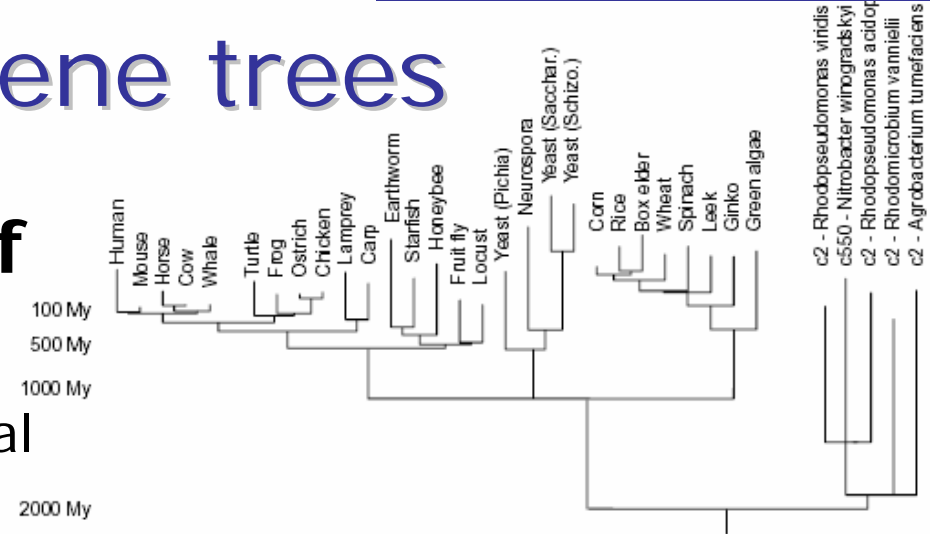 ene trees
f
al
Human
Mouse
Horse
Cow
Whale
Turtle
Frog
Ostrich
Chicken
Lamprey
Carp
Earthworm
Starfish
Honeybee
Fruit fly
Locust
Yeast (Pichia)
Neurospora
Yeast (Sacchar.)
Yeast (Schizo.)
Corn
Rice
Box elder
Wheat
Spinach
Leek
Ginko
Green algae
c2 - Rhodopseudomonas viridis
c550 - Nitrobacter winogradskyi
c2 - Rhodopseudomonas acidop
c2 - Rhodomicrobium vannielii
c2 - Agrobacterium tumefaciens
100 My
500 My
1000 My
2000 My